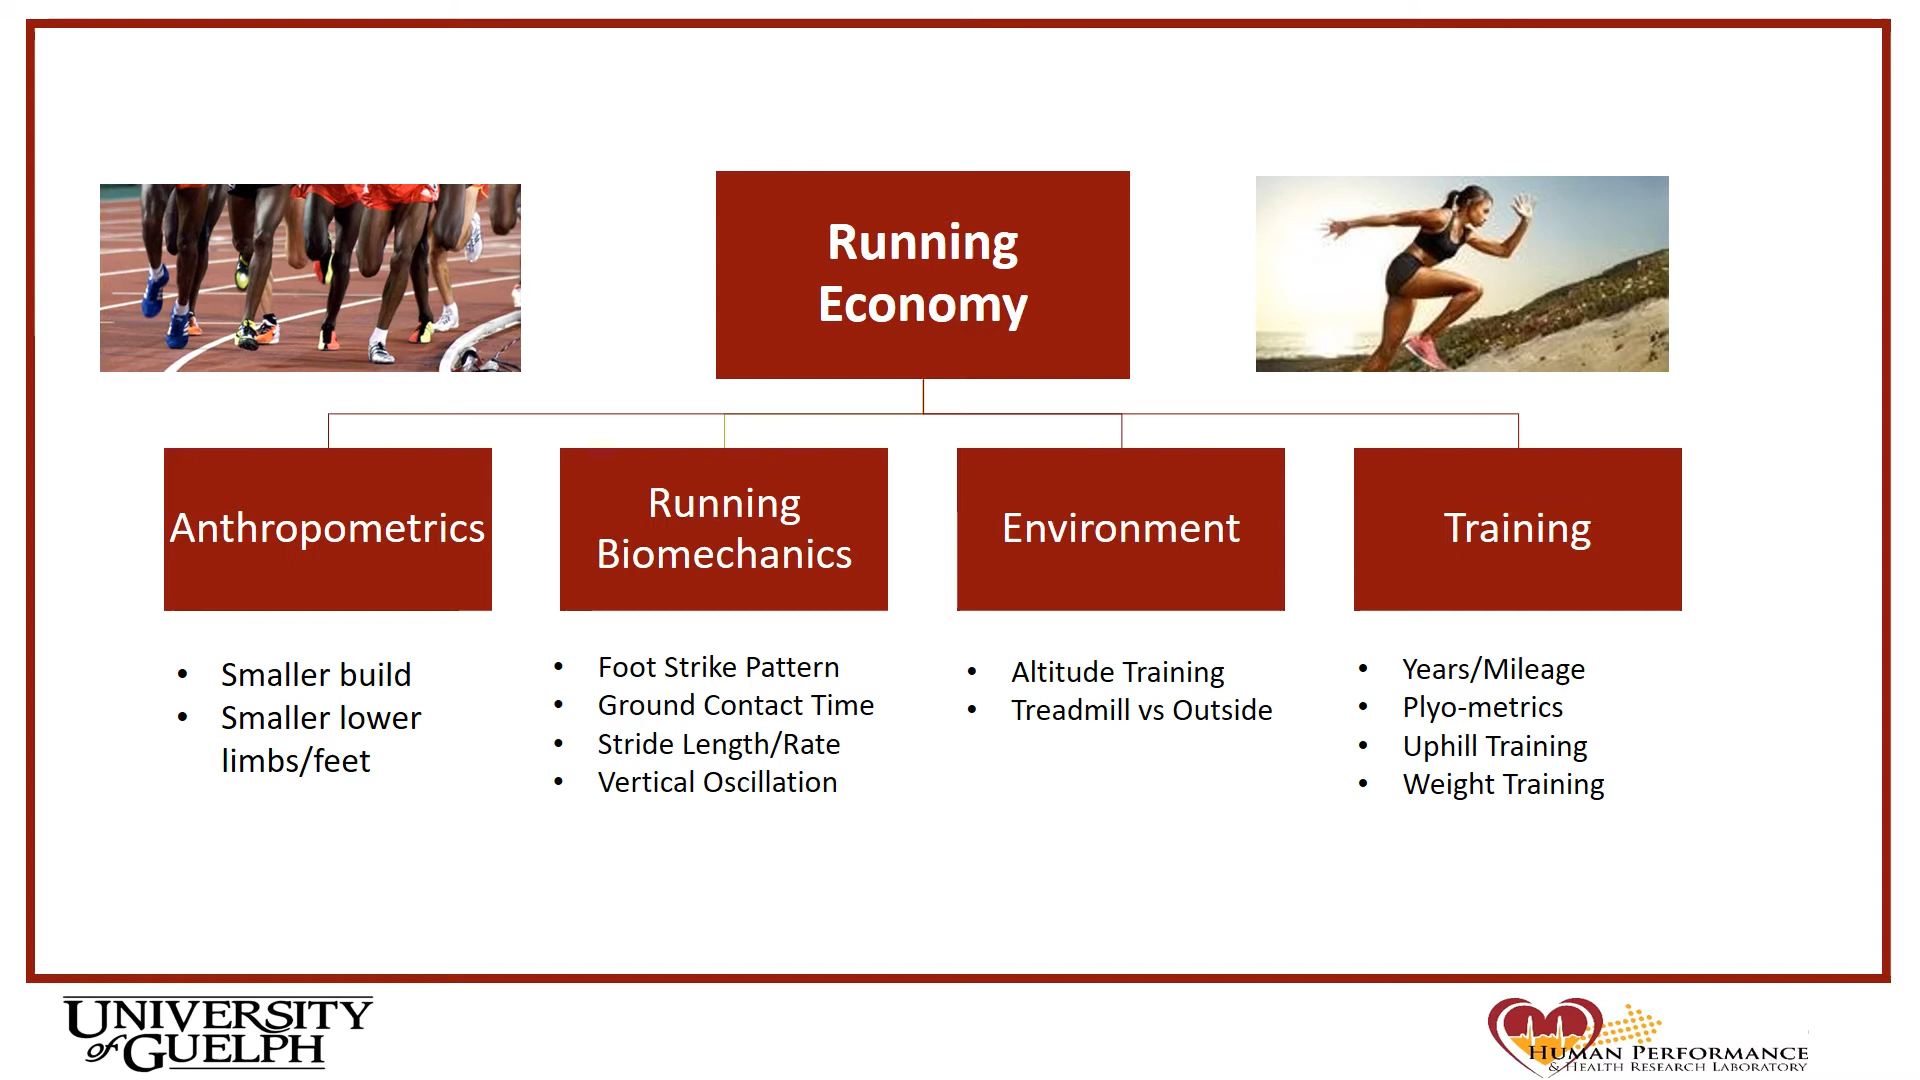 Running
Economy
Anthropometrics
• Smaller build
• Smaller lower
limbs/feet
Running
Biomechanics
• Foot Strike Pattern
• Ground Contact Time
• Stride Length/Rate
• Vertical Oscillation
Environment
• Altitude Training
• Treadmill vs Outside
Training
• Years/Mileage
• Plyo-metrics
• Uphill Training
• Weight Training
UNIVERSITY
of GUELPH
HUMAN PERFORMANCE
& HEALTH RESEARCH LABORATORY